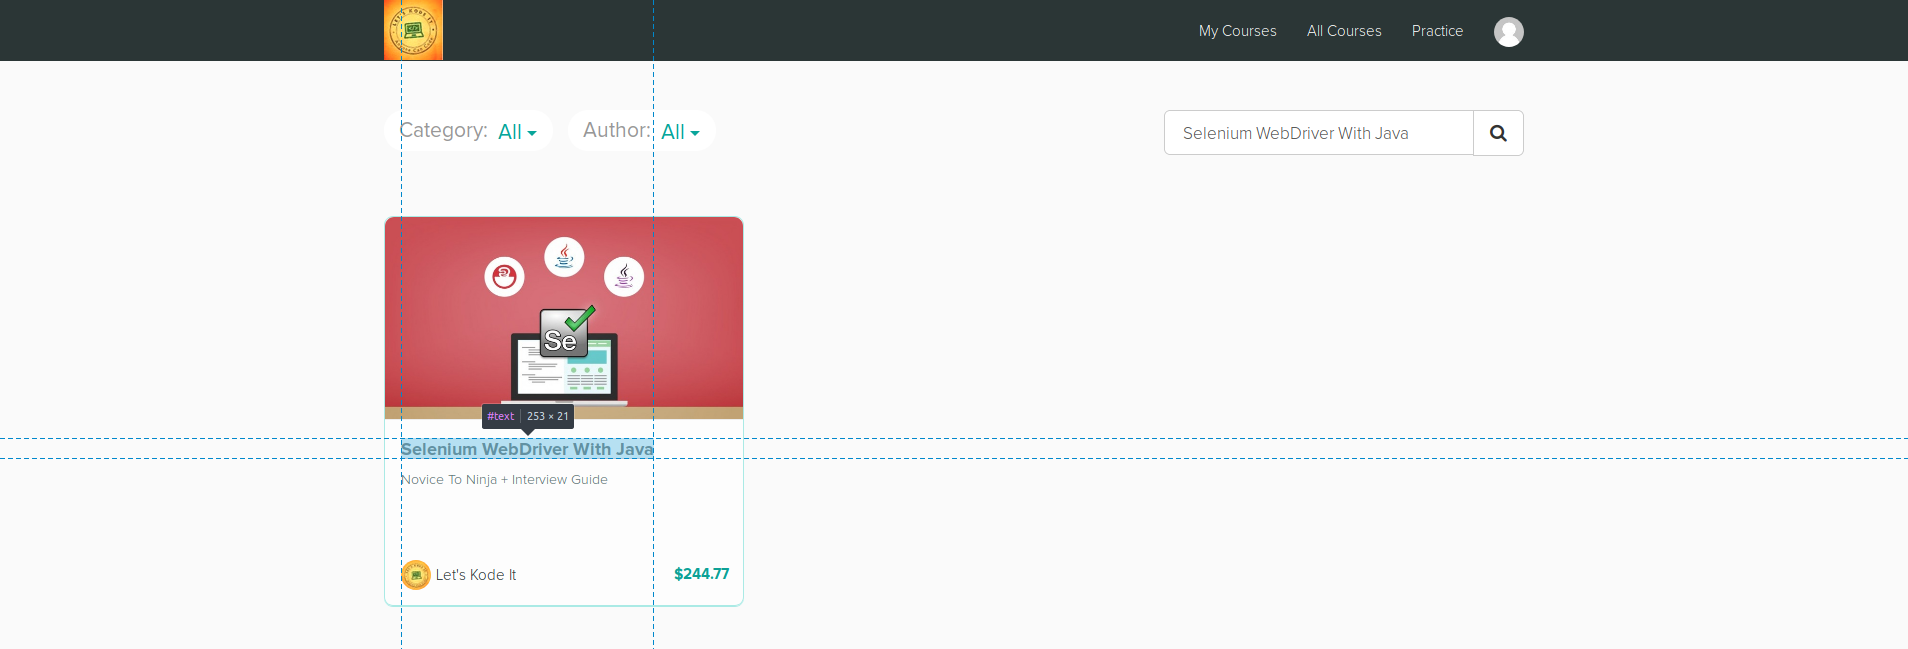 My Courses
All Courses
Practice
Category: All
Author: All
Selenium WebDriver With Java
Se
#text 253 × 21
Selenium WebDriver With Java
Novice To Ninja + Interview Guide
Let's Kode It
$244.77